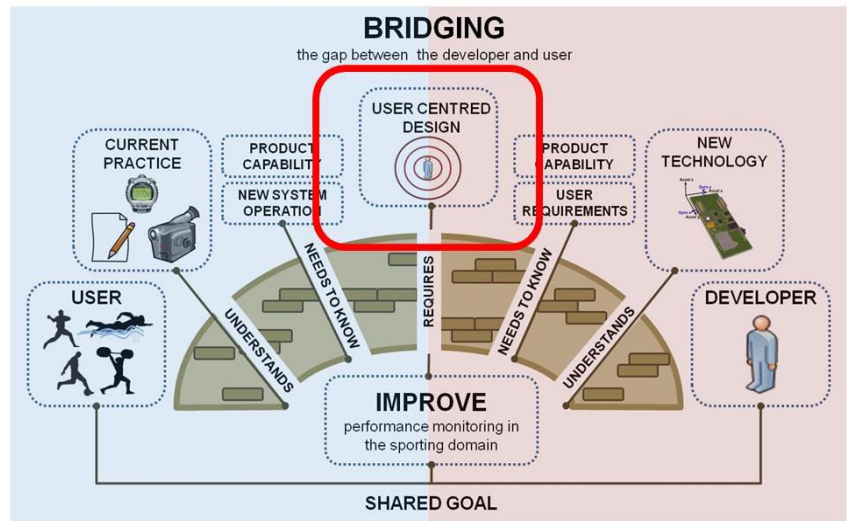 BRIDGING
the gap between the developer and user
USER CENTRED
DESIGN
CURRENT
PRACTICE
PRODUCT
CAPABILITY
NEW SYSTEM
OPERATION
PRODUCT
CAPABILITY
USER
REQUIREMENTS
NEW
TECHNOLOGY
USER
UNDERSTANDS
NEEDS TO KNOW
REQUIRES
NEEDS TO KNOW
UNDERSTANDS
DEVELOPER
IMPROVE
performance monitoring in
the sporting domain
SHARED GOAL